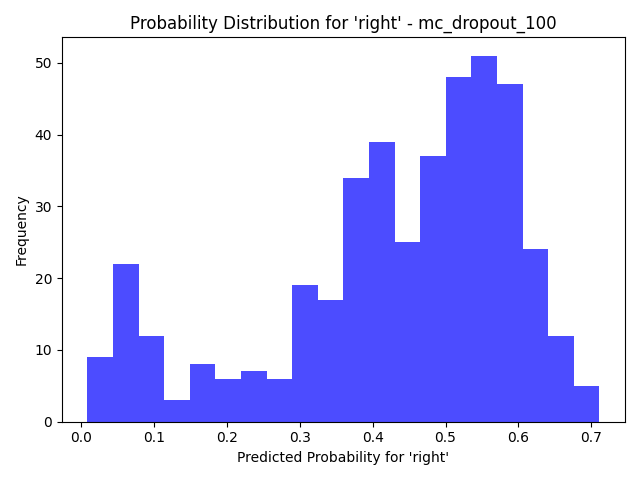 Probability Distribution for 'right' - mc_dropout_100
Frequency
50
40
30
20
10
0
0.0 0.1 0.2 0.3 0.4 0.5 0.6 0.7
Predicted Probability for 'right'